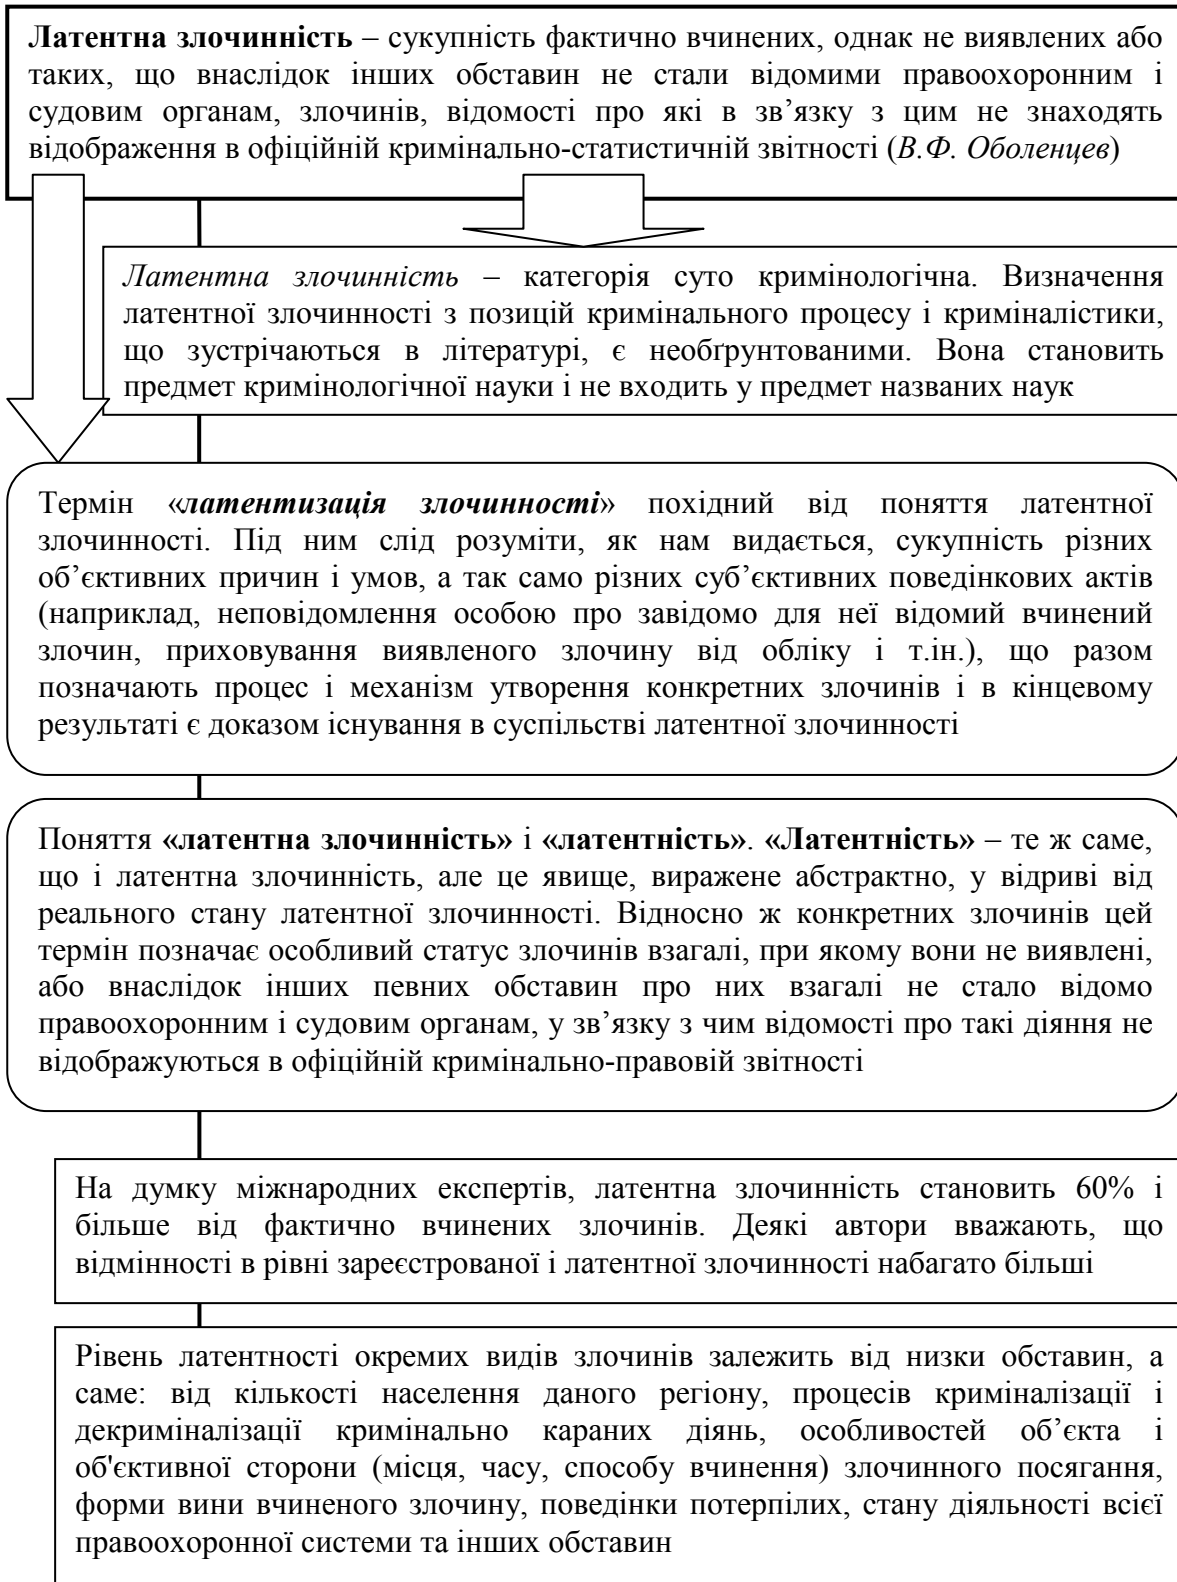 Латентна злочинність – сукупність фактично вчинених, однак не виявлених або
таких, що внаслідок інших обставин не стали відомими правоохоронним і
судовим органам, злочинів, відомості про які в зв’язку з цим не знаходять
відображення в офіційній кримінально-статистичній звітності (В.Ф. Оболенцев)
Латентна злочинність – категорія суто кримінологічна. Визначення
латентної злочинності з позицій кримінального процесу і криміналістики,
що зустрічаються в літературі, є необґрунтованими. Вона становить
предмет кримінологічної науки і не входить у предмет названих наук
Термін «латентизація злочинності» похідний від поняття латентної
злочинності. Під ним слід розуміти, як нам видається, сукупність різних
об’єктивних причин і умов, а так само різних суб’єктивних поведінкових актів
(наприклад, неповідомлення особою про завідомо для неї відомий вчинений
злочин, приховування виявленого злочину від обліку і т.ін.), що разом
позначають процес і механізм утворення конкретних злочинів і в кінцевому
результаті є доказом існування в суспільстві латентної злочинності
Поняття «латентна злочинність» і «латентність». «Латентність» – те ж саме,
що і латентна злочинність, але це явище, виражене абстрактно, у відриві від
реального стану латентної злочинності. Відносно ж конкретних злочинів цей
термін позначає особливий статус злочинів взагалі, при якому вони не виявлені,
або внаслідок інших певних обставин про них взагалі не стало відомо
правоохоронним і судовим органам, у зв’язку з чим відомості про такі діяння не
відображуються в офіційній кримінально-правовій звітності
На думку міжнародних експертів, латентна злочинність становить 60% і
більше від фактично вчинених злочинів. Деякі автори вважають, що
відмінності в рівні зареєстрованої і латентної злочинності набагато більші
Рівень латентності окремих видів злочинів залежить від низки обставин, а
саме: від кількості населення даного регіону, процесів криміналізації і
декриміналізації кримінально караних діянь, особливостей об’єкта і
об'єктивної сторони (місця, часу, способу вчинення) злочинного посягання,
форми вини вчиненого злочину, поведінки потерпілих, стану діяльності всієї
правоохоронної системи та інших обставин